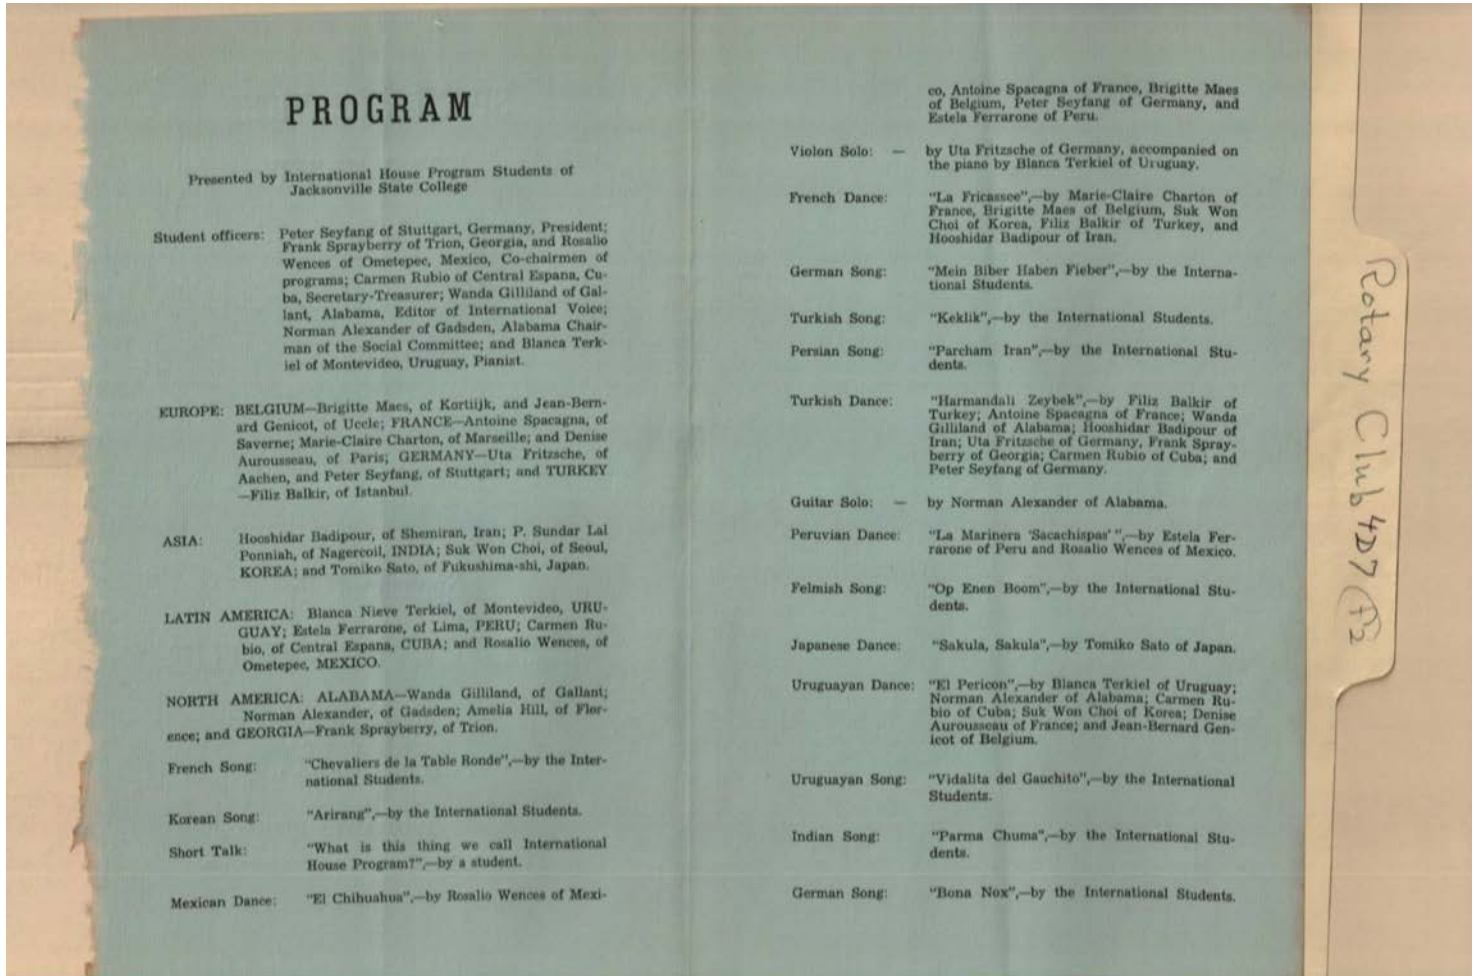 PROGRAM
Presented by International House Program Students of
Jacksonville State College
Student officers: Peter Seyfang of Stuttgart, Germany, President;
Frank Sprayberry of Trion, Georgia, and Rosalio
Wences of Ometepec, Mexico, Co-chairmen of
programs; Carmen Rubio of Central Espana, Cu-
ba, Secretary-Treasurer; Wanda Gilliland of Gal-
lant, Alabama, Editor of International Voice;
Norman Alexander of Gadsden, Alabama Chair-
man of the Social Committee; and Blanca Terk-
iel of Montevideo, Uruguay, Pianist.
EUROPE: BELGIUM—Brigitte Maes, of Kortiijk, and Jean-Bern-
ard Genicot, of Uccle; FRANCE—Antoine Spacagna, of
Saverne; Marie-Claire Charton, of Marseille; and Denise
Aurousseau, of Paris; GERMANY—Uta Fritzsche, of
Aachen, and Peter Seyfang, of Stuttgart; and TURKEY
—Filiz Balkir, of Istanbul.
ASIA: Hooshidar Badipour, of Shemiran, Iran; P. Sundar Lal
Ponniah, of Nagercoil, INDIA; Suk Won Choi, of Seoul,
KOREA; and Tomiko Sato, of Fukushima-shi, Japan.
LATIN AMERICA: Blanca Nieve Terkiel, of Montevideo, URU-
GUAY; Estela Ferrarone, of Lima, PERU; Carmen Ru-
bio, of Central Espana, CUBA; and Rosalio Wences, of
Ometepec, MEXICO.
NORTH AMERICA: ALABAMA—Wanda Gilliland, of Gallant;
Norman Alexander, of Gadsden; Amelia Hill, of Flor-
ence; and GEORGIA—Frank Sprayberry, of Trion.
French Song: "Chevaliers de la Table Ronde",—by the Inter-
national Students.
Korean Song: "Arirang",—by the International Students.
Short Talk: "What is this thing we call International
House Program?",—by a student.
Mexican Dance: "El Chihuahua",—by Rosalio Wences of Mexi-
co, Antoine Spacagna of France, Brigitte Maes
of Belgium, Peter Seyfang of Germany, and
Estela Ferrarone of Peru.
Violon Solo: — by Uta Fritzsche of Germany, accompanied on
the piano by Blanca Terkiel of Uruguay.
French Dance: "La Fricassee",—by Marie-Claire Charton of
France, Brigitte Maes of Belgium, Suk Won
Choi of Korea, Filiz Balkir of Turkey, and
Hooshidar Badipour of Iran.
German Song: "Mein Biber Haben Fieber",—by the Interna-
tional Students.
Turkish Song: "Keklik",—by the International Students.
Persian Song: "Parcham Iran",—by the International Stu-
dents.
Turkish Dance: "Harmandali Zeybek",—by Filiz Balkir of
Turkey; Antoine Spacagna of France; Wanda
Gilliland of Alabama; Hooshidar Badipour of
Iran; Uta Fritzsche of Germany, Frank Spray-
berry of Georgia; Carmen Rubio of Cuba; and
Peter Seyfang of Germany.
Guitar Solo: — by Norman Alexander of Alabama.
Peruvian Dance: "La Marinera 'Sacachispas' ",—by Estela Fer-
rarone of Peru and Rosalio Wences of Mexico.
Felmish Song: "Op Enen Boom",—by the International Stu-
dents.
Japanese Dance: "Sakula, Sakula",—by Tomiko Sato of Japan.
Uruguayan Dance: "El Pericon",—by Blanca Terkiel of Uruguay;
Norman Alexander of Alabama; Carmen Ru-
bio of Cuba; Suk Won Choi of Korea; Denise
Aurousseau of France; and Jean-Bernard Gen-
icot of Belgium.
Uruguayan Song: "Vidalita del Gauchito",—by the International
Students.
Indian Song: "Parma Chuma",—by the International Stu-
dents.
German Song: "Bona Nox",—by the International Students.
Rotary Club 4D7